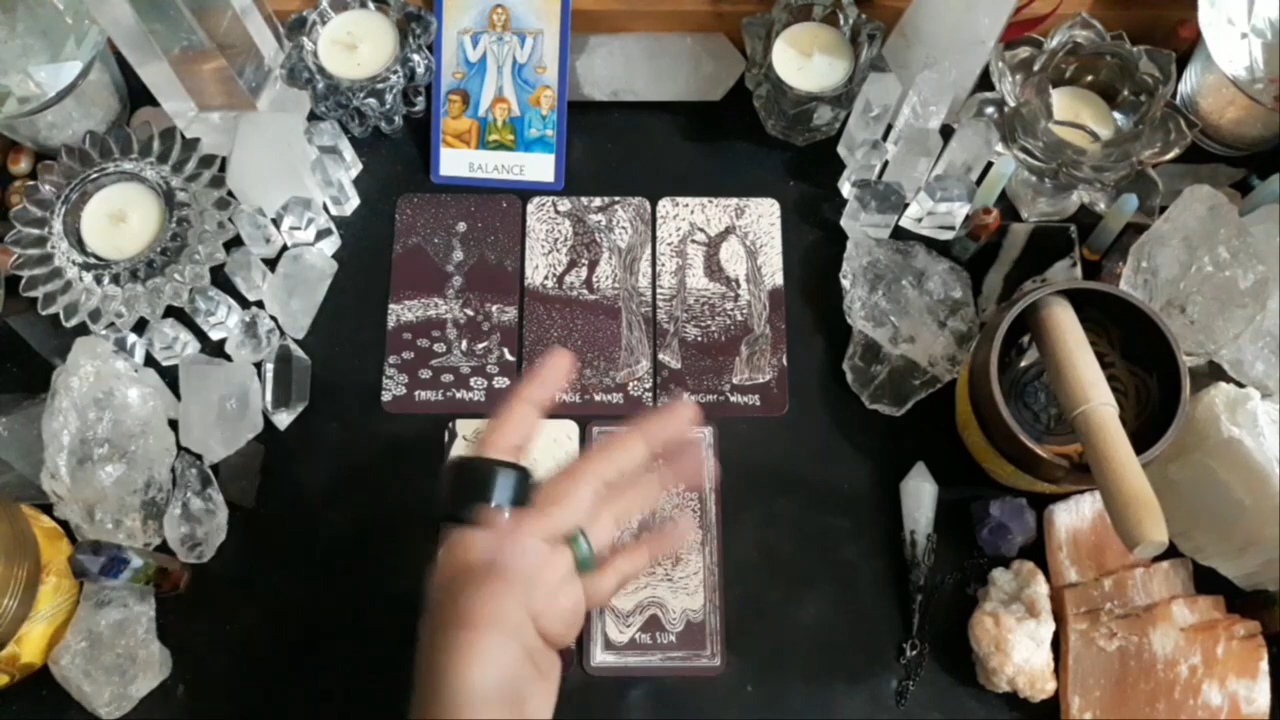 BALANCE
THREE OF WANDS
PAGE OF WANDS
KNIGHT OF WANDS
THE SUN